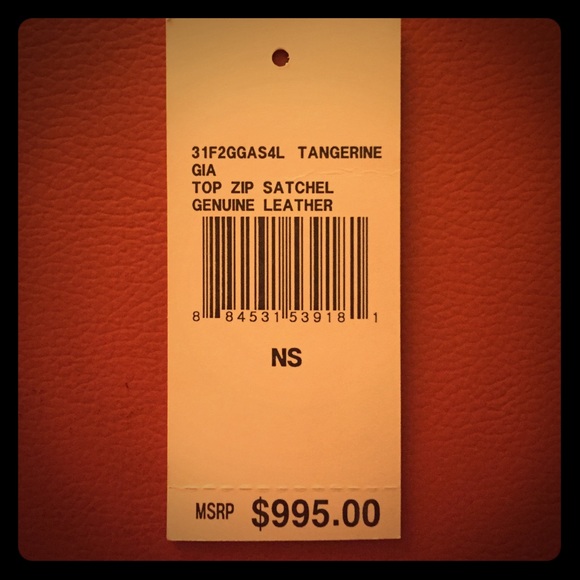 31F2GGAS4L TANGERINE
GIA
TOP ZIP SATCHEL
GENUINE LEATHER
8 84531 53918 1
NS
MSRP $995.00